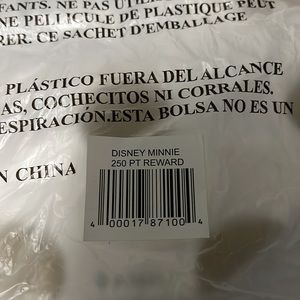 FANTS. NE PAS UTILIS
NE PELLICULE DE PLASTIQUE PEUT
RER. CE SACHET D'EMBALLAGE
PLÁSTICO FUERA DEL ALCANCE
AS, COCHECITOS NI CORRALES.
ESPIRACIÓN.ESTA BOLSA NO ES UN
N CHINA
DISNEY MINNIE
250 PT REWARD
4 00017 87100 4